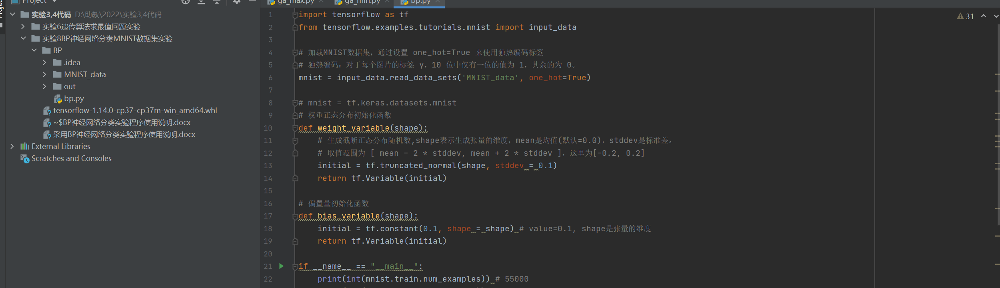 Project
ga_max.py
ga_min.py
bp.py
实验3,4代码 D:\助教\2022\实验3,4代码
实验6遗传算法求最值问题实验
实验8BP神经网络分类MNIST数据集实验
BP
.idea
MNIST_data
out
bp.py
tensorflow-1.14.0-cp37-cp37m-win_amd64.whl
~$BP神经网络分类实验程序使用说明.docx
采用BP神经网络分类实验程序使用说明.docx
External Libraries
Scratches and Consoles
31
1 import tensorflow as tf
2 from tensorflow.examples.tutorials.mnist import input_data
3
4 # 加载MNIST数据集，通过设置 one_hot=True 来使用独热编码标签
5 # 独热编码：对于每个图片的标签 y，10 位中仅有一位的值为 1，其余的为 0。
6 mnist = input_data.read_data_sets('MNIST_data', one_hot=True)
7
8 # mnist = tf.keras.datasets.mnist
9 # 权重正态分布初始化函数
10 def weight_variable(shape):
11 # 生成截断正态分布随机数,shape表示生成张量的维度，mean是均值(默认=0.0)，stddev是标准差。
12 # 取值范围为 [ mean - 2 * stddev, mean + 2 * stddev ]，这里为[-0.2, 0.2]
13 initial = tf.truncated_normal(shape, stddev = 0.1)
14 return tf.Variable(initial)
15
16 # 偏置量初始化函数
17 def bias_variable(shape):
18 initial = tf.constant(0.1, shape = shape) # value=0.1, shape是张量的维度
19 return tf.Variable(initial)
20
21 if __name__ == "__main__":
22 print(int(mnist.train.num_examples)) # 55000